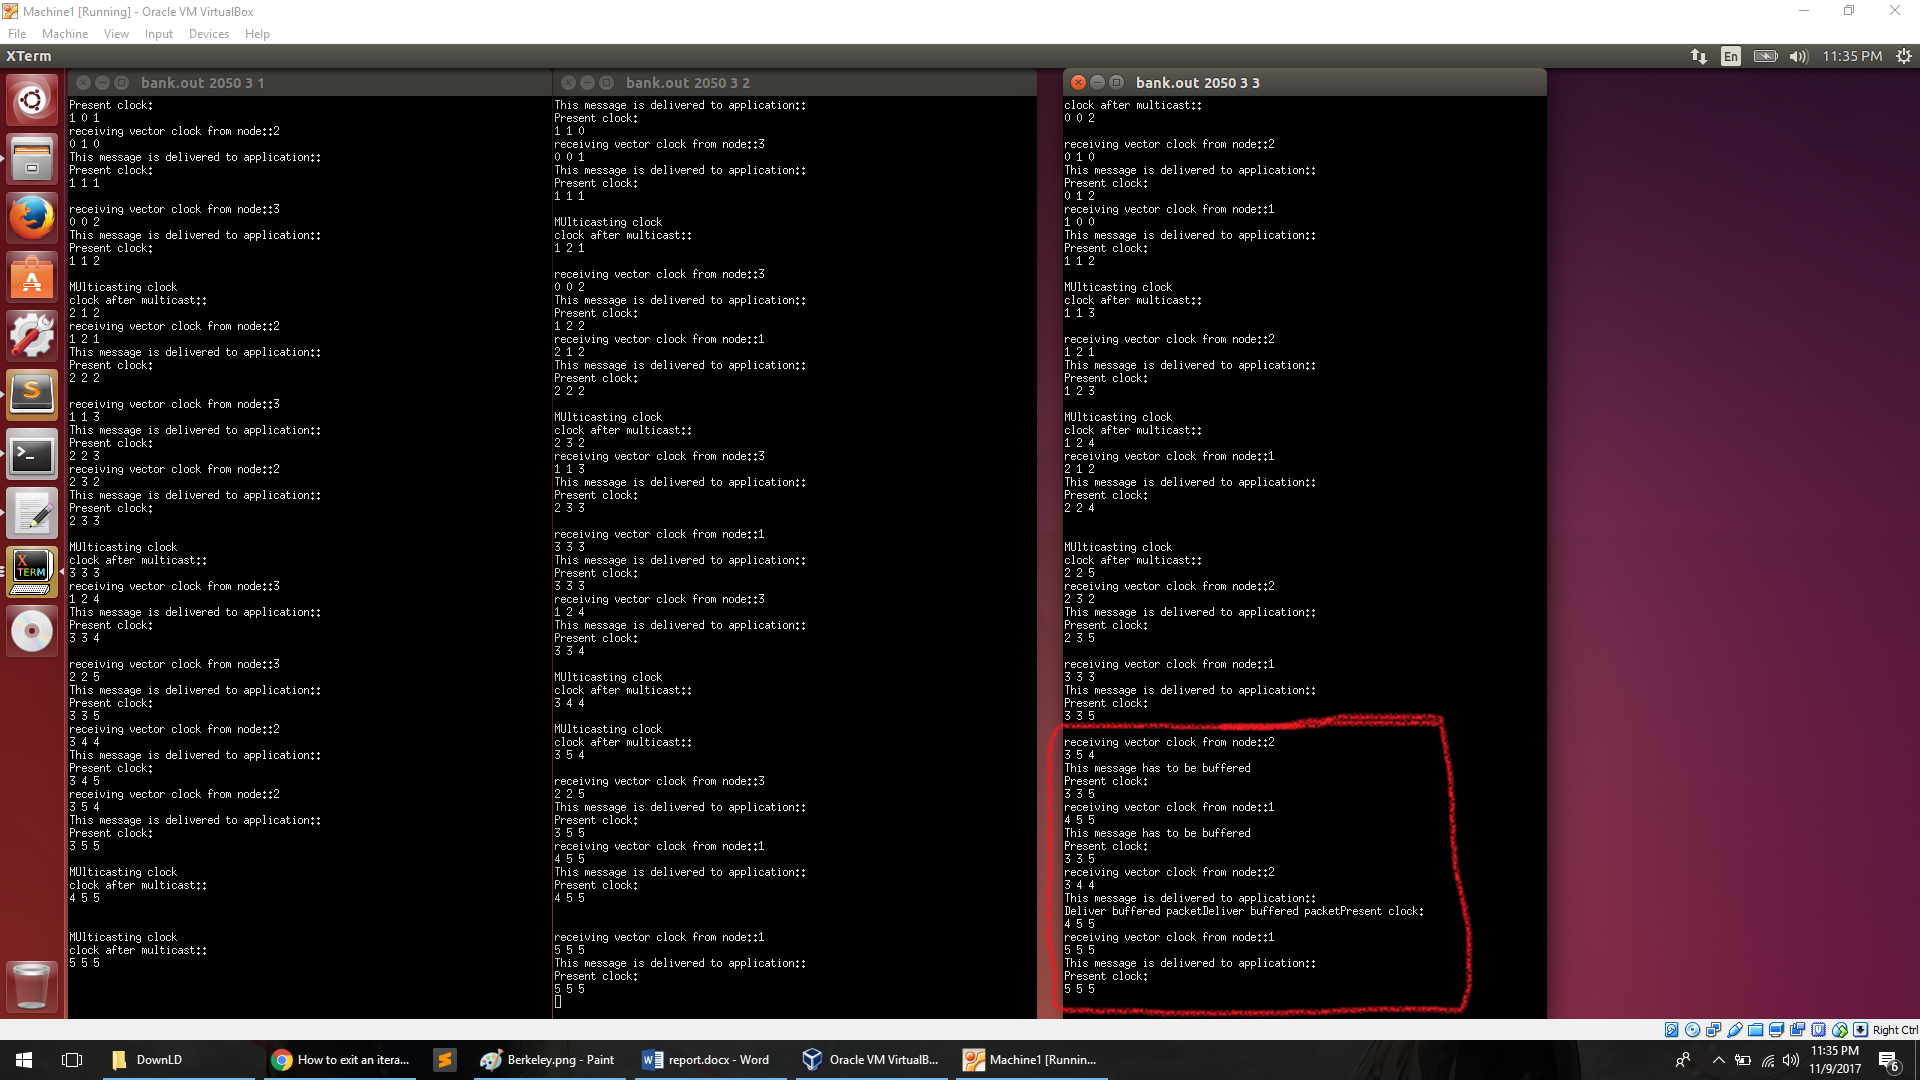 Machine1 [Running] - Oracle VM VirtualBox
File Machine View Input Devices Help
XTerm
En
11:35 PM
bank.out 2050 3 1
Present clock:
1 0 1
receiving vector clock from node::2
0 1 0
This message is delivered to application::
Present clock:
1 1 1
receiving vector clock from node::3
0 0 2
This message is delivered to application::
Present clock:
1 1 2
MUlticasting clock
clock after multicast::
2 1 2
receiving vector clock from node::2
1 2 1
This message is delivered to application::
Present clock:
2 2 2
receiving vector clock from node::3
1 1 3
This message is delivered to application::
Present clock:
2 2 3
receiving vector clock from node::2
2 3 2
This message is delivered to application::
Present clock:
2 3 3
MUlticasting clock
clock after multicast::
3 3 3
receiving vector clock from node::3
1 2 4
This message is delivered to application::
Present clock:
3 3 4
receiving vector clock from node::3
2 2 5
This message is delivered to application::
Present clock:
3 3 5
receiving vector clock from node::2
3 4 4
This message is delivered to application::
Present clock:
3 4 5
receiving vector clock from node::2
3 5 4
This message is delivered to application::
Present clock:
3 5 5
MUlticasting clock
clock after multicast::
4 5 5
MUlticasting clock
clock after multicast::
5 5 5
bank.out 2050 3 2
This message is delivered to application::
Present clock:
1 1 0
receiving vector clock from node::3
0 0 1
This message is delivered to application::
Present clock:
1 1 1
MUlticasting clock
clock after multicast::
1 2 1
receiving vector clock from node::3
0 0 2
This message is delivered to application::
Present clock:
1 2 2
receiving vector clock from node::1
2 1 2
This message is delivered to application::
Present clock:
2 2 2
MUlticasting clock
clock after multicast::
2 3 2
receiving vector clock from node::3
1 1 3
This message is delivered to application::
Present clock:
2 3 3
receiving vector clock from node::1
3 3 3
This message is delivered to application::
Present clock:
3 3 3
receiving vector clock from node::3
1 2 4
This message is delivered to application::
Present clock:
3 3 4
MUlticasting clock
clock after multicast::
3 4 4
MUlticasting clock
clock after multicast::
3 5 4
receiving vector clock from node::3
2 2 5
This message is delivered to application::
Present clock:
3 5 5
receiving vector clock from node::1
4 5 5
This message is delivered to application::
Present clock:
4 5 5
receiving vector clock from node::1
5 5 5
This message is delivered to application::
Present clock:
5 5 5
bank.out 2050 3 3
clock after multicast::
0 0 2
receiving vector clock from node::2
0 1 0
This message is delivered to application::
Present clock:
0 1 2
receiving vector clock from node::1
1 0 0
This message is delivered to application::
Present clock:
1 1 2
MUlticasting clock
clock after multicast::
1 1 3
receiving vector clock from node::2
1 2 1
This message is delivered to application::
Present clock:
1 2 3
MUlticasting clock
clock after multicast::
1 2 4
receiving vector clock from node::1
2 1 2
This message is delivered to application::
Present clock:
2 2 4
MUlticasting clock
clock after multicast::
2 2 5
receiving vector clock from node::2
2 3 2
This message is delivered to application::
Present clock:
2 3 5
receiving vector clock from node::1
3 3 3
This message is delivered to application::
Present clock:
3 3 5
receiving vector clock from node::2
3 5 4
This message has to be buffered
Present clock:
3 3 5
receiving vector clock from node::1
4 5 5
This message has to be buffered
Present clock:
3 3 5
receiving vector clock from node::2
3 4 4
This message is delivered to application::
Deliver buffered packetDeliver buffered packetPresent clock:
4 5 5
receiving vector clock from node::1
5 5 5
This message is delivered to application::
Present clock:
5 5 5
X TERM
Right Ctrl
DownLD
How to exit an itera...
Berkeley.png - Paint
report.docx - Word
Oracle VM VirtualB...
Machine1 [Runnin...
11:35 PM
11/9/2017
6